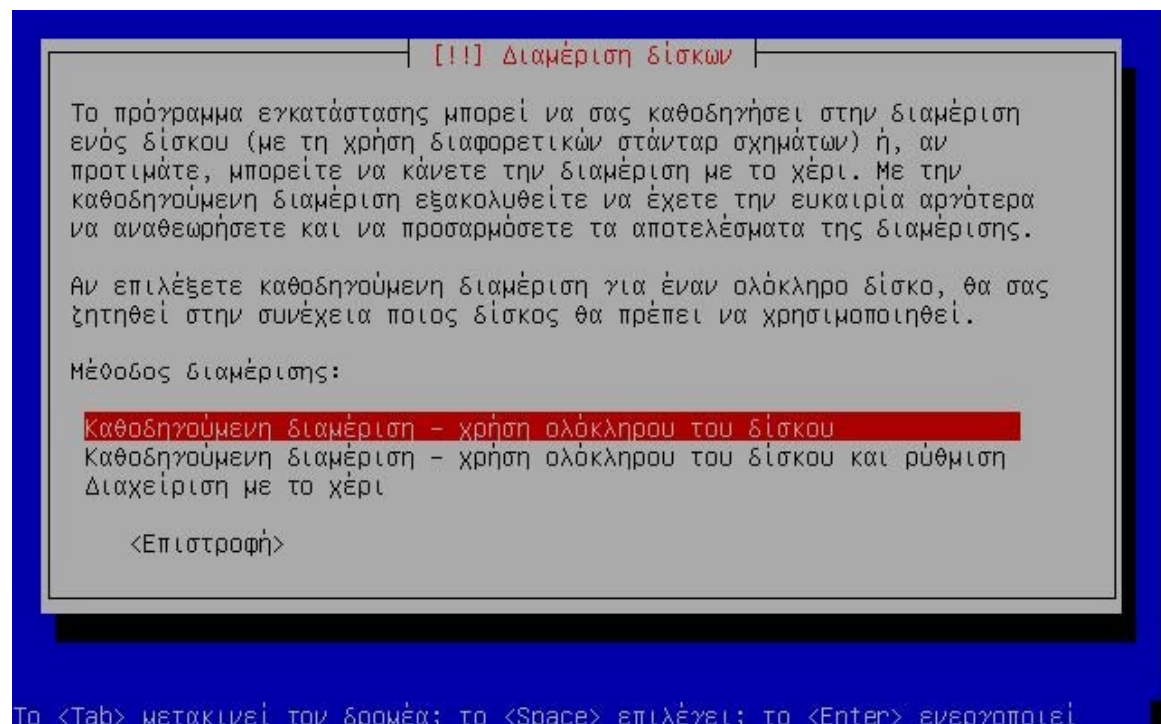 [!!] Διαμέριση δίσκων
Το πρόγραμμα εγκατάστασης μπορεί να σας καθοδηγήσει στην διαμέριση
ενός δίσκου (με τη χρήση διαφορετικών στάνταρ σχημάτων) ή, αν
προτιμάτε, μπορείτε να κάνετε την διαμέριση με το χέρι. Με την
καθοδηγούμενη διαμέριση εξακολυθείτε να έχετε την ευκαιρία αργότερα
να αναθεωρήσετε και να προσαρμόσετε τα αποτελέσματα της διαμέρισης.
Αν επιλέξετε καθοδηγούμενη διαμέριση για έναν ολόκληρο δίσκο, θα σας
ζητηθεί στην συνέχεια ποιος δίσκος θα πρέπει να χρησιμοποιηθεί.
Μέθοδος διαμέρισης:
Καθοδηγούμενη διαμέριση – χρήση ολόκληρου του δίσκου
Καθοδηγούμενη διαμέριση – χρήση ολόκληρου του δίσκου και ρύθμιση
Διαχείριση με το χέρι
<Επιστροφή>
Το <Tab> μετακινεί τον δρομέα; το <Space> επιλέγει; το <Enter> ενεργοποιεί